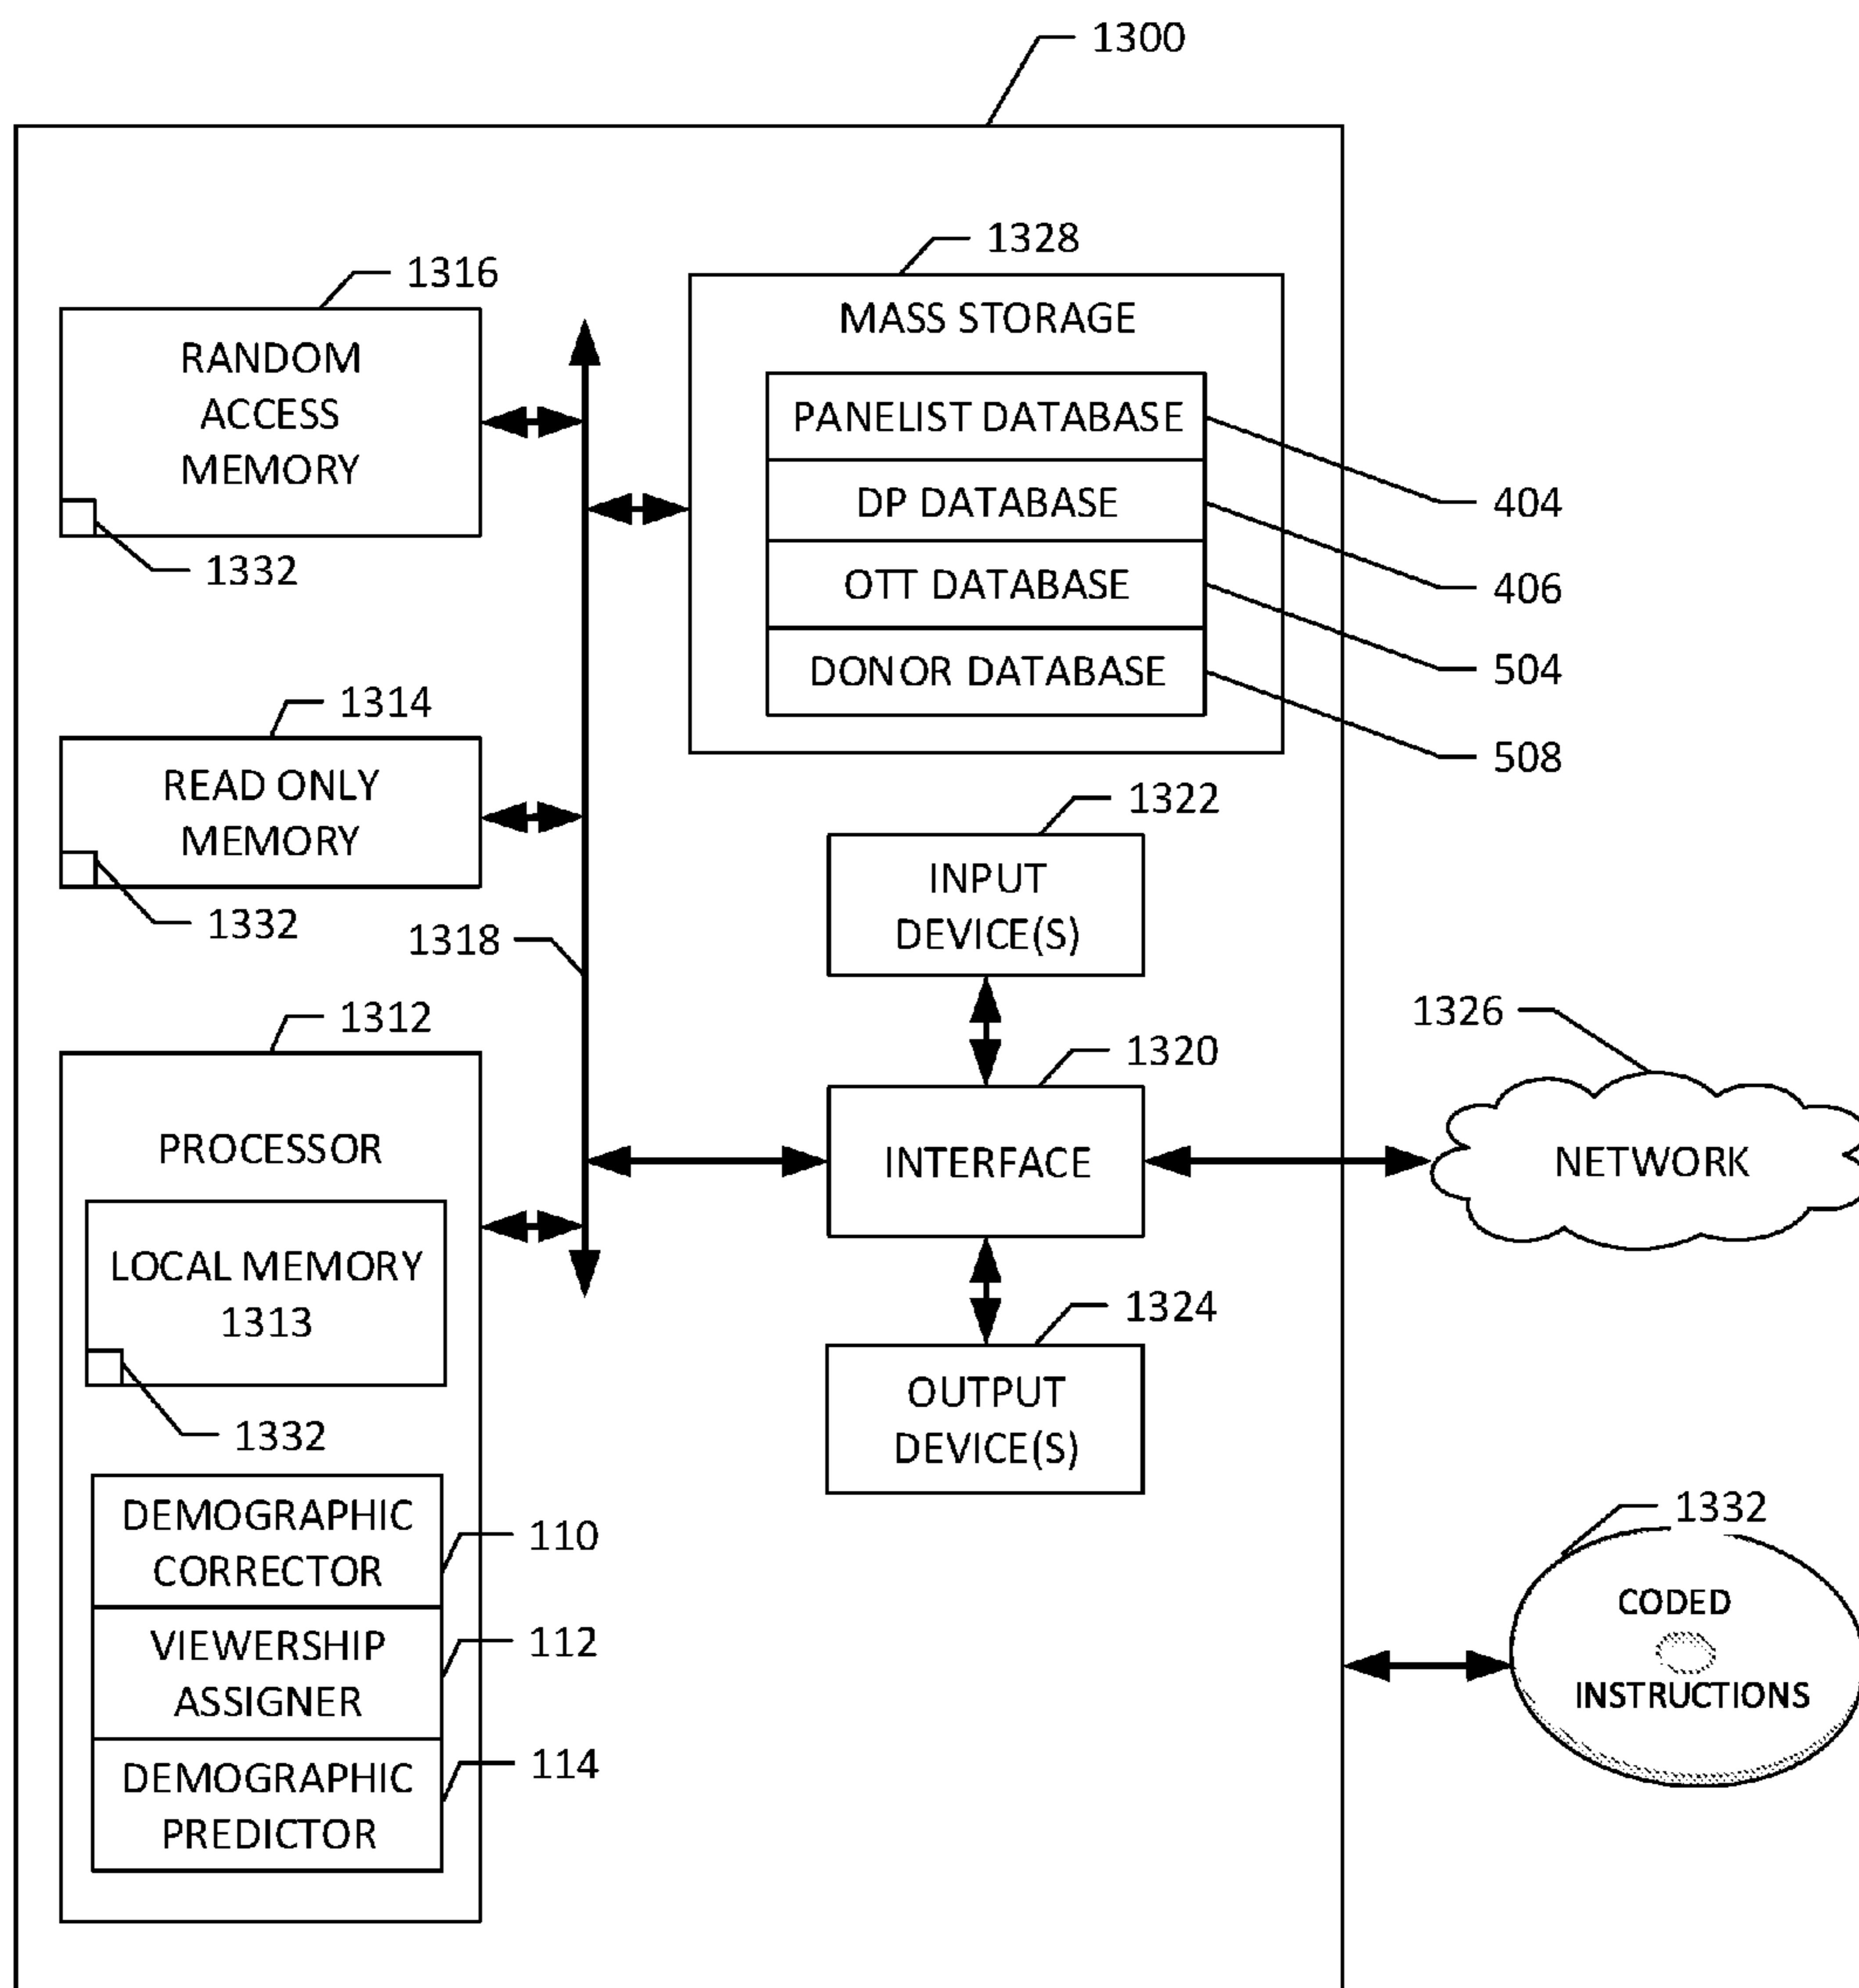 1300
1328
1316
MASS STORAGE
RANDOM
ACCESS
MEMORY
PANELIST DATABASE
DP DATABASE
OTT DATABASE
DONOR DATABASE
404
406
504
508
1332
1314
READ ONLY
MEMORY
1332
1318
1322
INPUT
DEVICE(S)
1312
1320
1326
PROCESSOR
INTERFACE
NETWORK
LOCAL MEMORY
1313
1332
1324
OUTPUT
DEVICE(S)
DEMOGRAPHIC
CORRECTOR
110
VIEWERSHIP
ASSIGNER
112
DEMOGRAPHIC
PREDICTOR
114
1332
CODED
INSTRUCTIONS